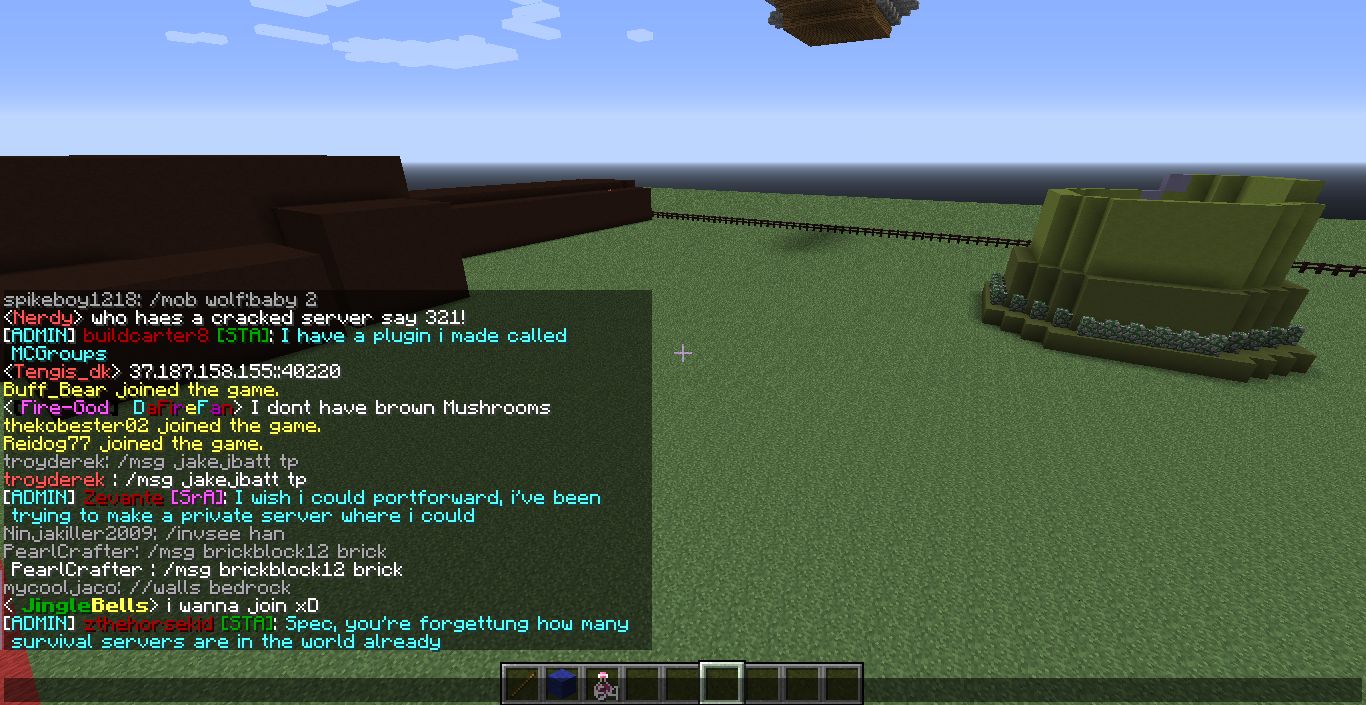 spikeboy1218: /mob wolf:baby 2
<Nerdy> who haes a cracked server say 321!
[ADMIN] buildcarter8 [STA]: I have a plugin i made called
MCGroups
<Tengis_dk> 37.187.158.155::40220
Buff_Bear joined the game.
< Fire-God  DaFireFan> I dont have brown Mushrooms
thekobester02 joined the game.
Reidog77 joined the game.
troyderek: /msg jakejbatt tp
troyderek : /msg jakejbatt tp
[ADMIN] Zevante [SrA]: I wish i could portforward, i've been
trying to make a private server where i could
Ninjakiller2009: /invsee han
PearlCrafter: /msg brickblock12 brick
PearlCrafter : /msg brickblock12 brick
mycooljaco: //walls bedrock
< JingleBells> i wanna join xD
[ADMIN] zthehorsekid [STA]: Spec, you're forgettung how many
survival servers are in the world already
64